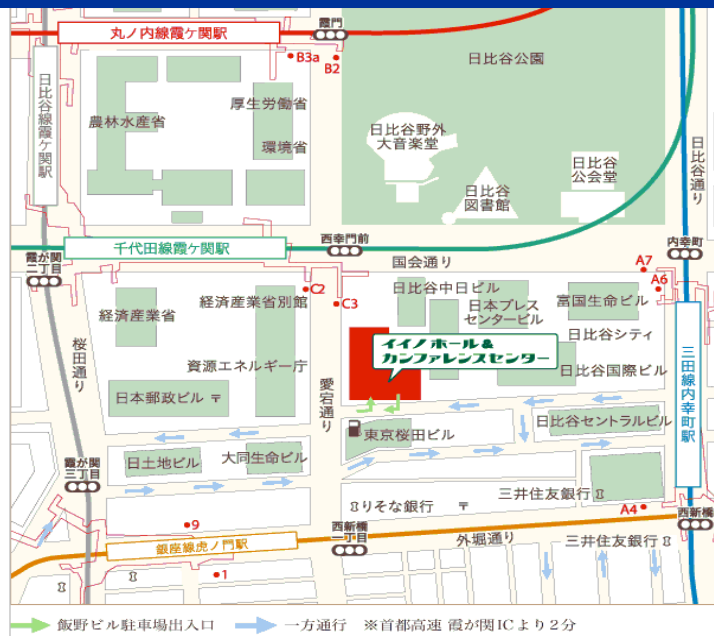 丸ノ内線霞ケ関駅
霞門
B3a
B2
日比谷公園
日比谷線霞ケ関駅
農林水産省
厚生労働省
環境省
日比谷野外
大音楽堂
日比谷
図書館
日比谷
公会堂
日比谷通り
千代田線霞ケ関駅
西幸門前
国会通り
内幸町
霞が関
二丁目
C2
C3
A7
A6
経済産業省
経済産業省別館
日比谷中日ビル
日本プレス
センタービル
富国生命ビル
日比谷シティ
桜田通り
資源エネルギー庁
愛宕通り
イイノホール&
カンファレンスセンター
日比谷国際ビル
三田線内幸町駅
日本郵政ビル 〒
東京桜田ビル
日比谷セントラルビル
霞が関
三丁目
日土地ビル
大同生命ビル
りそな銀行
〒
三井住友銀行
A4
9
銀座線虎ノ門駅
西新橋
一丁目
外堀通り
三井住友銀行
西新橋
1
飯野ビル駐車場出入口
一方通行
※首都高速 霞が関ICより2分